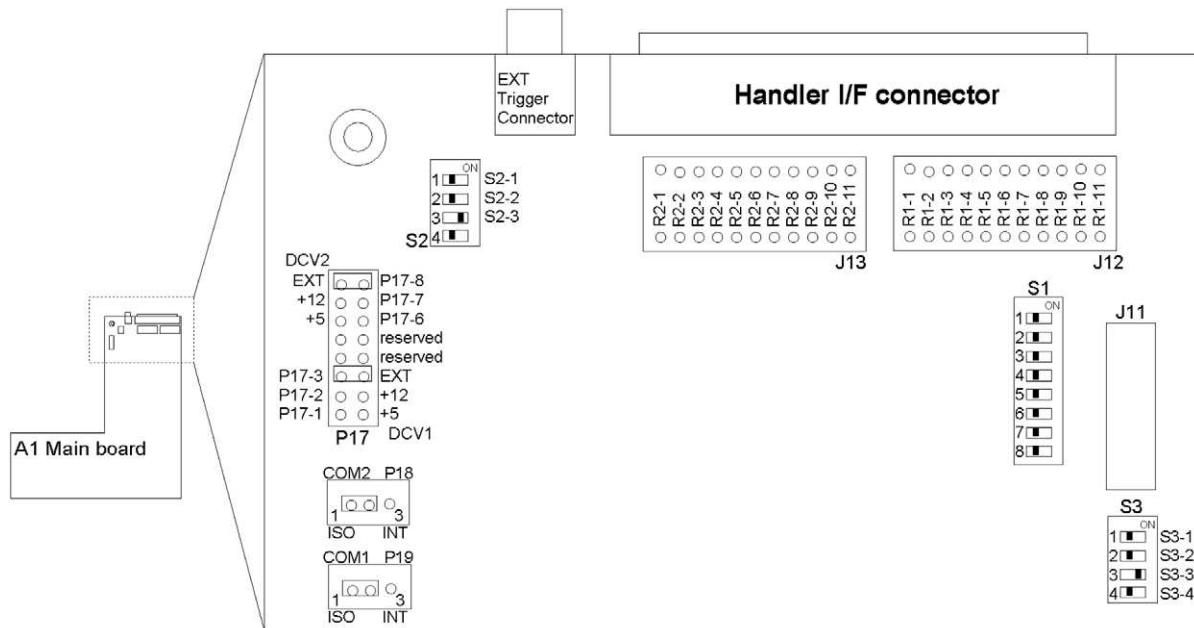 EXT
Trigger
Connector
Handler I/F connector
ON
1 S2-1
2 S2-2
3 S2-3
4
S2
R2-1 R2-2 R2-3 R2-4 R2-5 R2-6 R2-7 R2-8 R2-9 R2-10 R2-11
J13
R1-1 R1-2 R1-3 R1-4 R1-5 R1-6 R1-7 R1-8 R1-9 R1-10 R1-11
J12
DCV2
EXT P17-8
+12 P17-7
+5 P17-6
reserved
reserved
P17-3 EXT
P17-2 +12
P17-1 +5
P17 DCV1
A1 Main board
COM2 P18
1 3
ISO INT
COM1 P19
1 3
ISO INT
S1
ON
1
2
3
4
5
6
7
8
J11
S3
ON
1 S3-1
2 S3-2
3 S3-3
4 S3-4